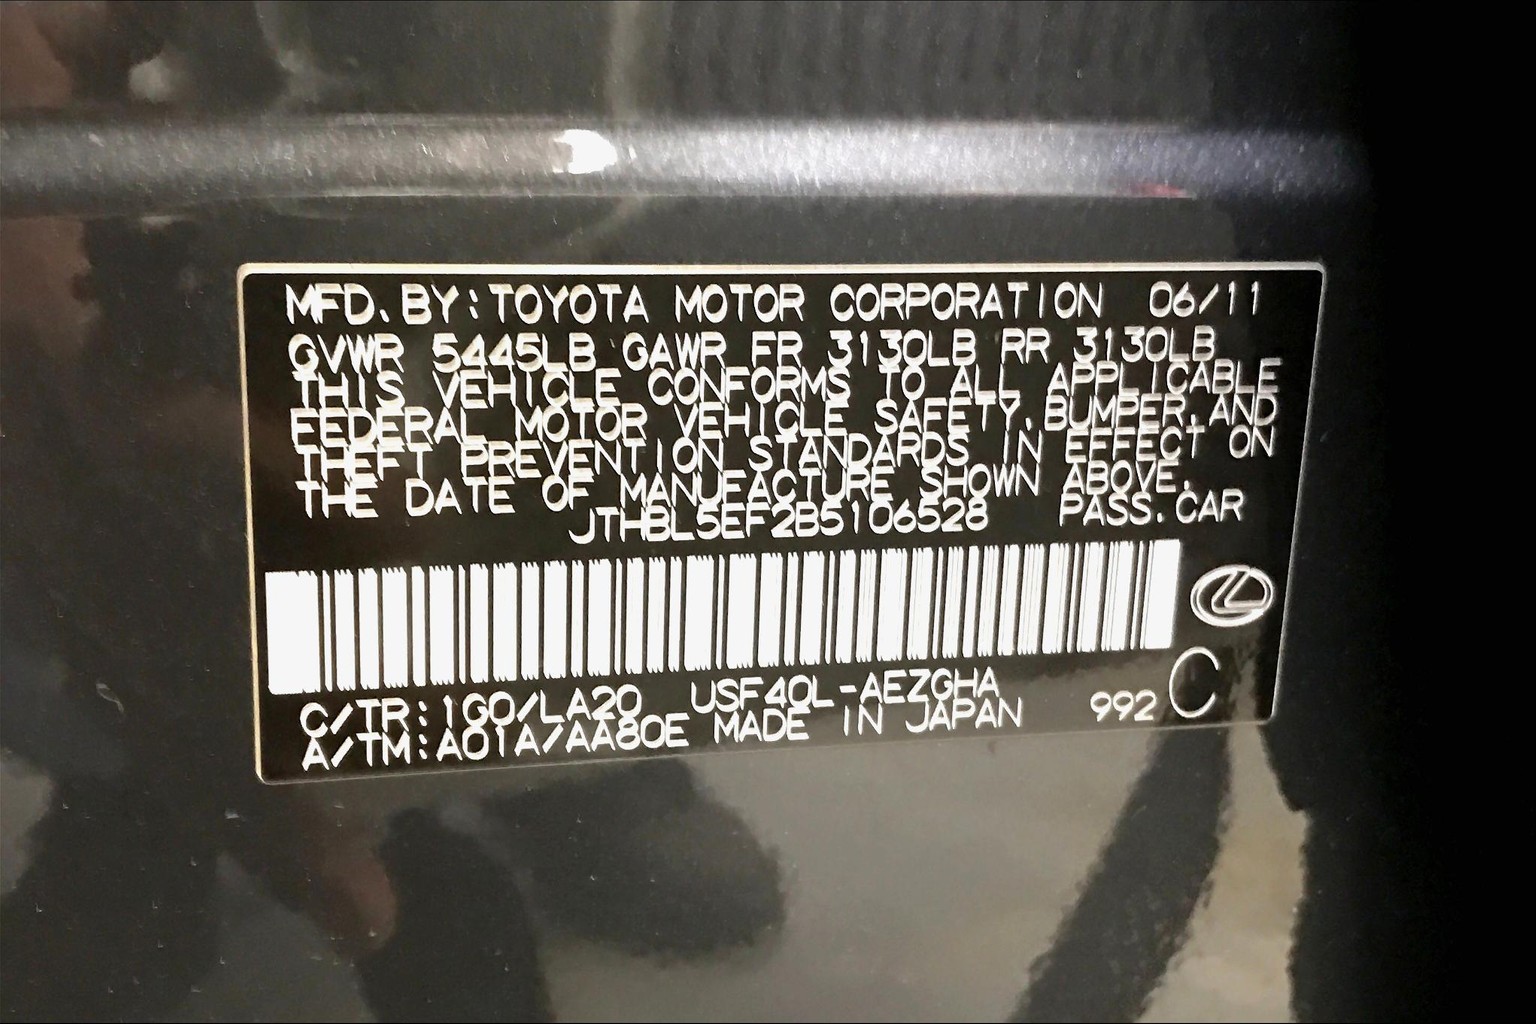 MFD. BY: TOYOTA MOTOR CORPORATION 06/11
GVWR 5445LB GAWR FR 3130LB RR 3130LB
THIS VEHICLE CONFORMS TO ALL APPLICABLE
FEDERAL MOTOR VEHICLE SAFETY, BUMPER, AND
THEFT PREVENTION STANDARDS IN EFFECT ON
THE DATE OF MANUFACTURE SHOWN ABOVE.
JTHBL5EF2B5106528 PASS. CAR
C/TR: 1G0/LA20 USF40L-AEZGHA
A/TM: A01A/AA80E MADE IN JAPAN 992 C